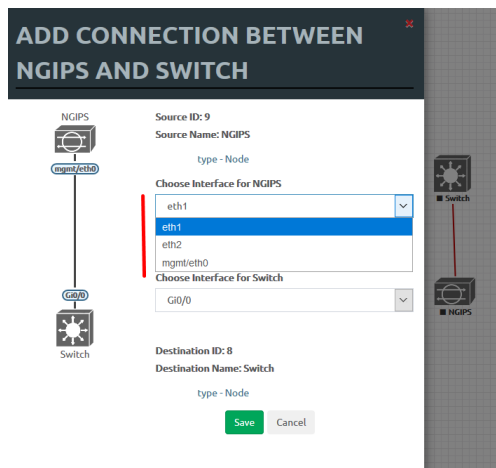 ADD CONNECTION BETWEEN
NGIPS AND SWITCH
NGIPS
mgmt/eth0
Gi0/0
Switch
Source ID: 9
Source Name: NGIPS
type - Node
Choose Interface for NGIPS
eth1
eth1
eth2
mgmt/eth0
Choose Interface for Switch
Gi0/0
Destination ID: 8
Destination Name: Switch
type - Node
Save Cancel
Switch
NGIPS